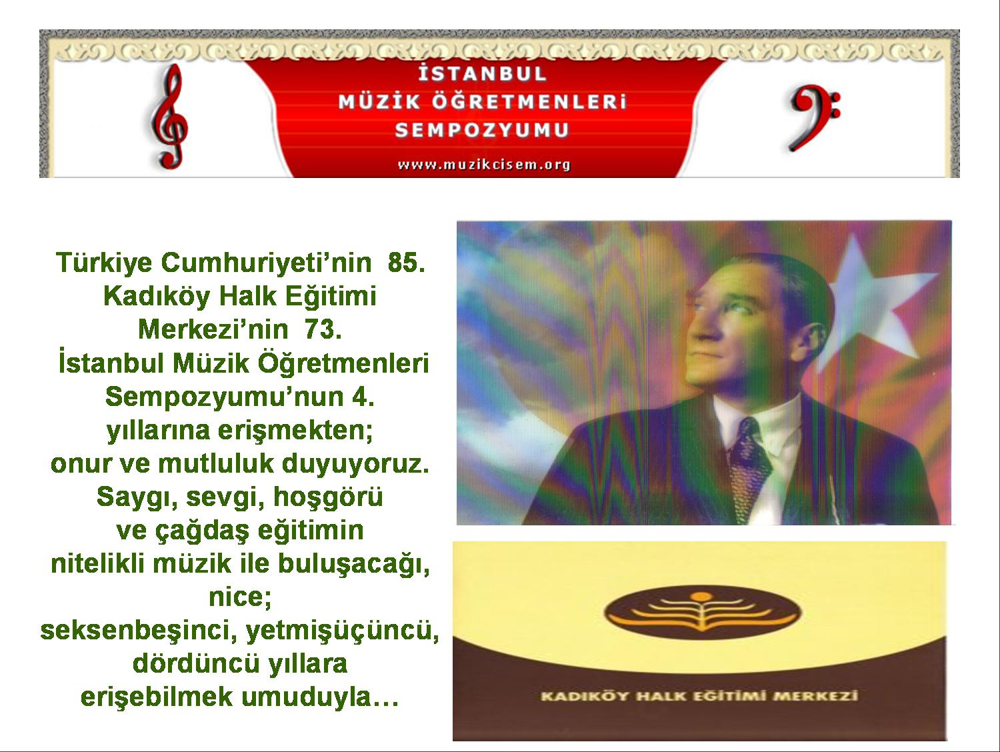 İSTANBUL
MÜZİK ÖĞRETMENLERi
SEMPOZYUMU
www.muzikcisem.org
Türkiye Cumhuriyeti’nin 85.
Kadıköy Halk Eğitimi
Merkezi’nin 73.
İstanbul Müzik Öğretmenleri
Sempozyumu’nun 4.
yıllarına erişmekten;
onur ve mutluluk duyuyoruz.
Saygı, sevgi, hoşgörü
ve çağdaş eğitimin
nitelikli müzik ile buluşacağı,
nice;
seksenbeşinci, yetmişüçüncü,
dördüncü yıllara
erişebilmek umuduyla…
KADIKÖY HALK EĞİTİMİ MERKEZİ